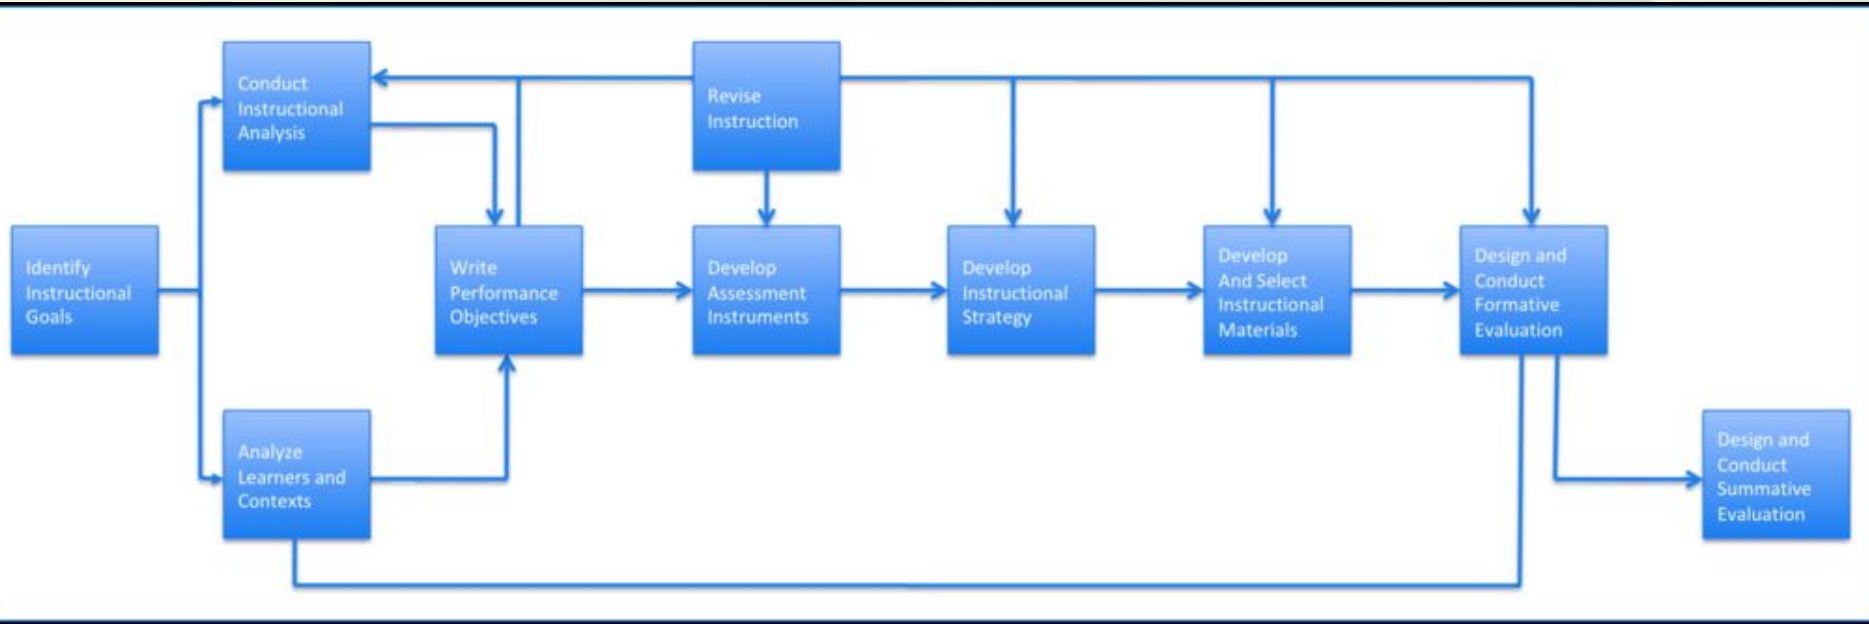 Conduct
Instructional
Analysis
Revise
Instruction
Identify
Instructional
Goals
Write
Performance
Objectives
Develop
Assessment
Instruments
Develop
Instructional
Strategy
Develop
And Select
Instructional
Materials
Design and
Conduct
Formative
Evaluation
Analyze
Learners and
Contexts
Design and
Conduct
Summative
Evaluation